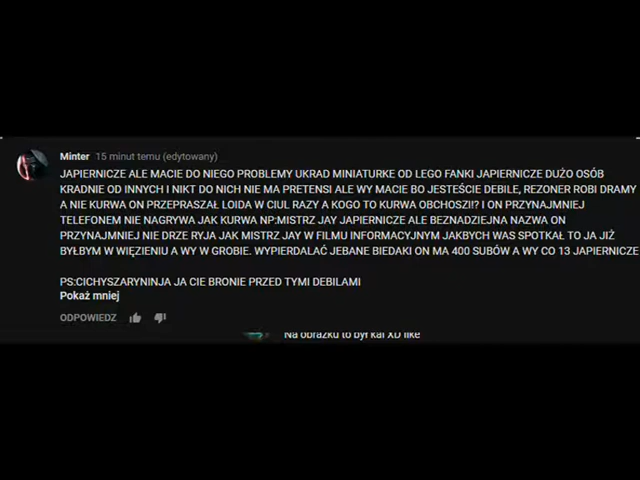 Minter 15 minut temu (edytowany)
JAPIERNICZE ALE MACIE DO NIEGO PROBLEMY UKRAD MINIATURKE OD LEGO FANKI JAPIERNICZE DUŻO OSÓB
KRADNIE OD INNYCH I NIKT DO NICH NIE MA PRETENSI ALE WY MACIE BO JESTEŚCIE DEBILE, REZONER ROBI DRAMY
A NIE KURWA ON PRZEPRASZAŁ LOIDA W CIUL RAZY A KOGO TO KURWA OBCHOSZI!? I ON PRZYNAJMNIEJ
TELEFONEM NIE NAGRYWA JAK KURWA NP:MISTRZ JAY JAPIERNICZE ALE BEZNADZIEJNA NAZWA ON
PRZYNAJMNIEJ NIE DRZE RYJA JAK MISTRZ JAY W FILMU INFORMACYJNYM JAKBYCH WAS SPOTKAŁ TO JA JUŻ
BYŁBYM W WIĘZIENIU A WY W GROBIE. WYPIERDALAĆ JEBANE BIEDAKI ON MA 400 SUBÓW A WY CO 13 JAPIERNICZE
PS:CICHYSZARYNINJA JA CIE BRONIE PRZED TYMI DEBILAMI
Pokaż mniej
ODPOWIEDZ
Na obrazku to był kał XD like